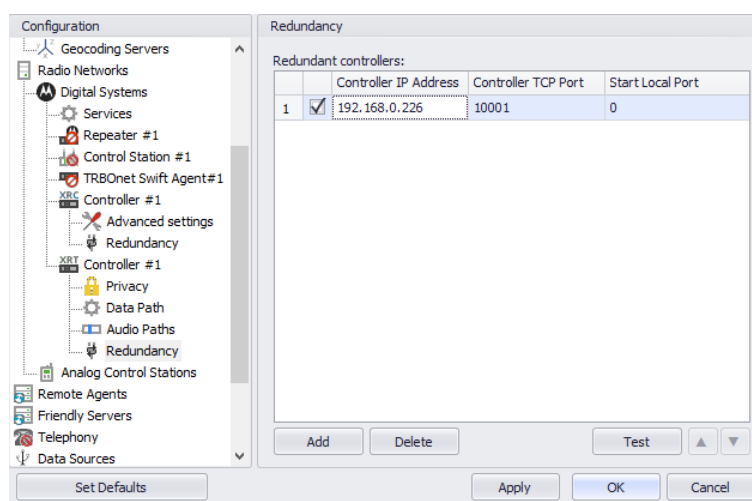 Configuration
Geocoding Servers
Radio Networks
Digital Systems
Services
Repeater #1
Control Station #1
TRBOnet Swift Agent#1
XRC Controller #1
Advanced settings
Redundancy
XRT Controller #1
Privacy
Data Path
Audio Paths
Redundancy
Analog Control Stations
Remote Agents
Friendly Servers
Telephony
Data Sources
Set Defaults
Redundancy
Redundant controllers:
Controller IP Address Controller TCP Port Start Local Port
1 192.168.0.226 10001 0
Add Delete Test
Apply OK Cancel